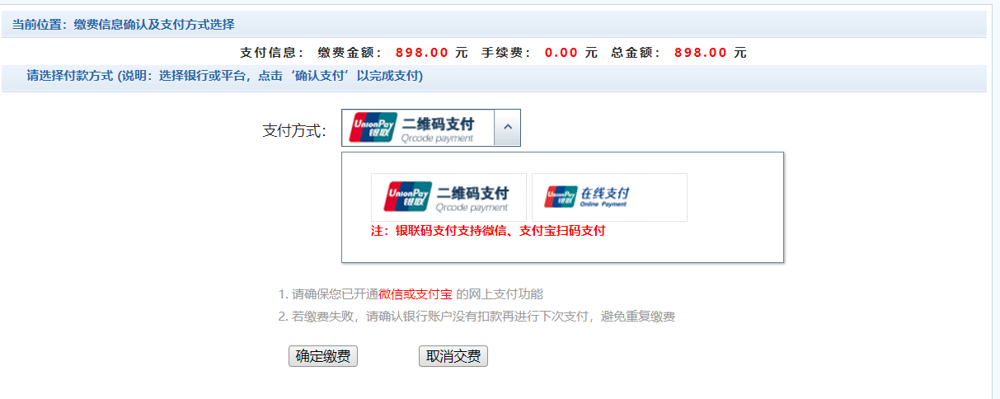 当前位置：缴费信息确认及支付方式选择
支付信息： 缴费金额： 898.00 元 手续费： 0.00 元 总金额： 898.00 元
请选择付款方式 (说明：选择银行或平台，点击‘确认支付’以完成支付)
支付方式： UnionPay 银联 二维码支付 Qrcode payment
UnionPay 银联 二维码支付 Qrcode payment UnionPay 银联 在线支付 Online Payment
注：银联码支付支持微信、支付宝扫码支付
1. 请确保您已开通微信或支付宝 的网上支付功能
2. 若缴费失败，请确认银行账户没有扣款再进行下次支付，避免重复缴费
确定缴费 取消交费